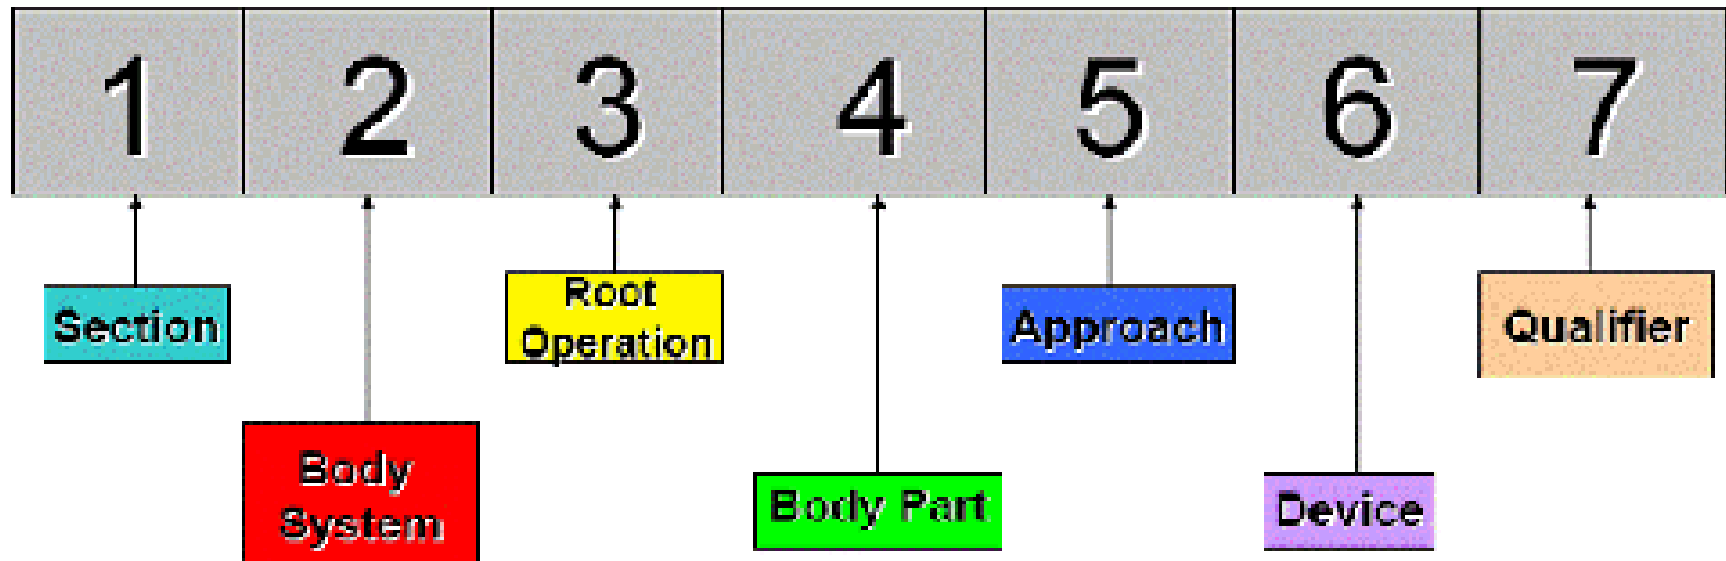 1 2 3 4 5 6 7
Section
Body
System
Root
Operation
Body Part
Approach
Device
Qualifier